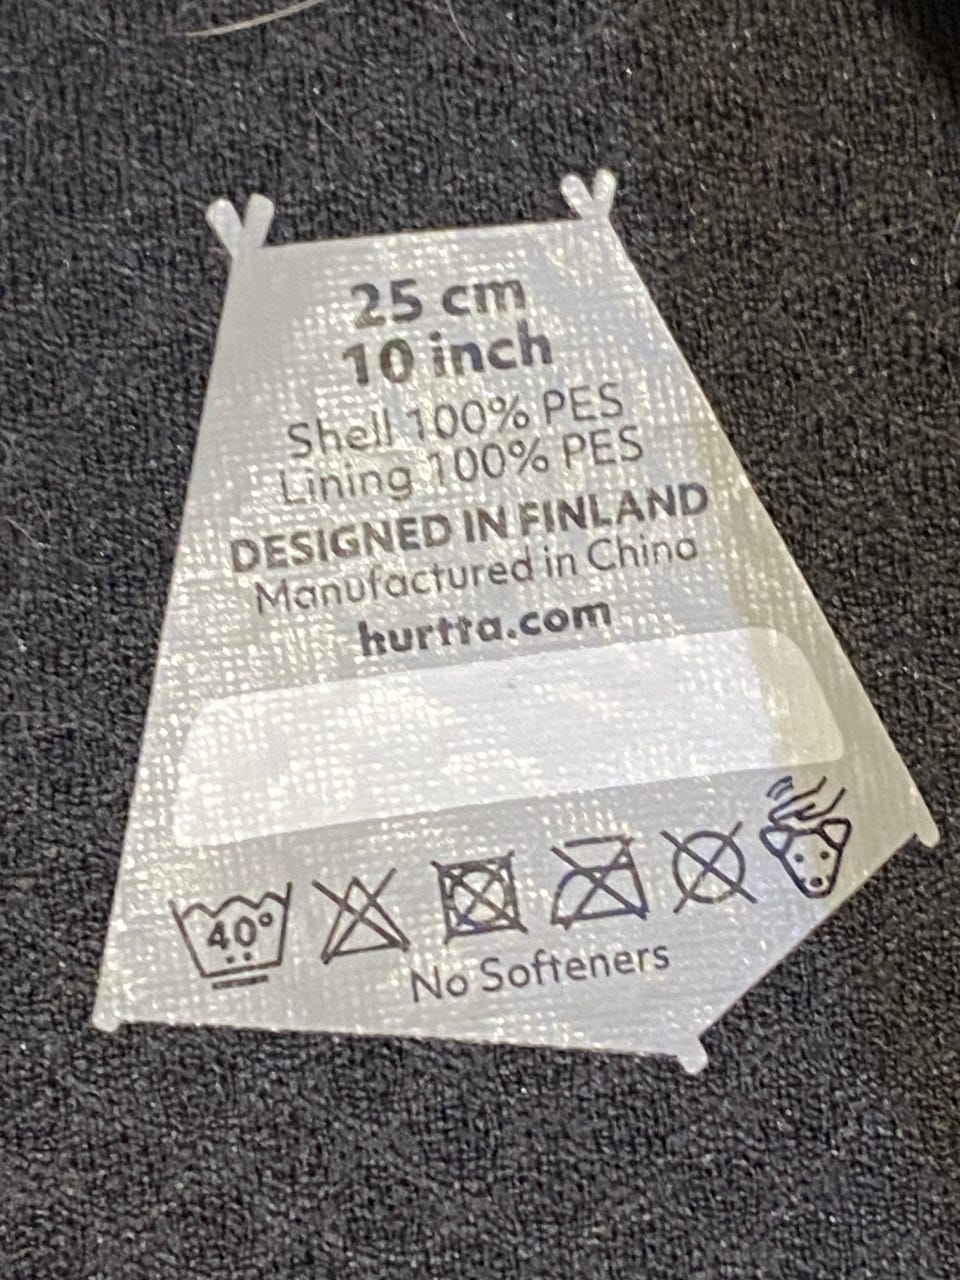 25 cm
10 inch
Shell 100% PES
Lining 100% PES
DESIGNED IN FINLAND
Manufactured in China
hurtta.com
40°
No Softeners